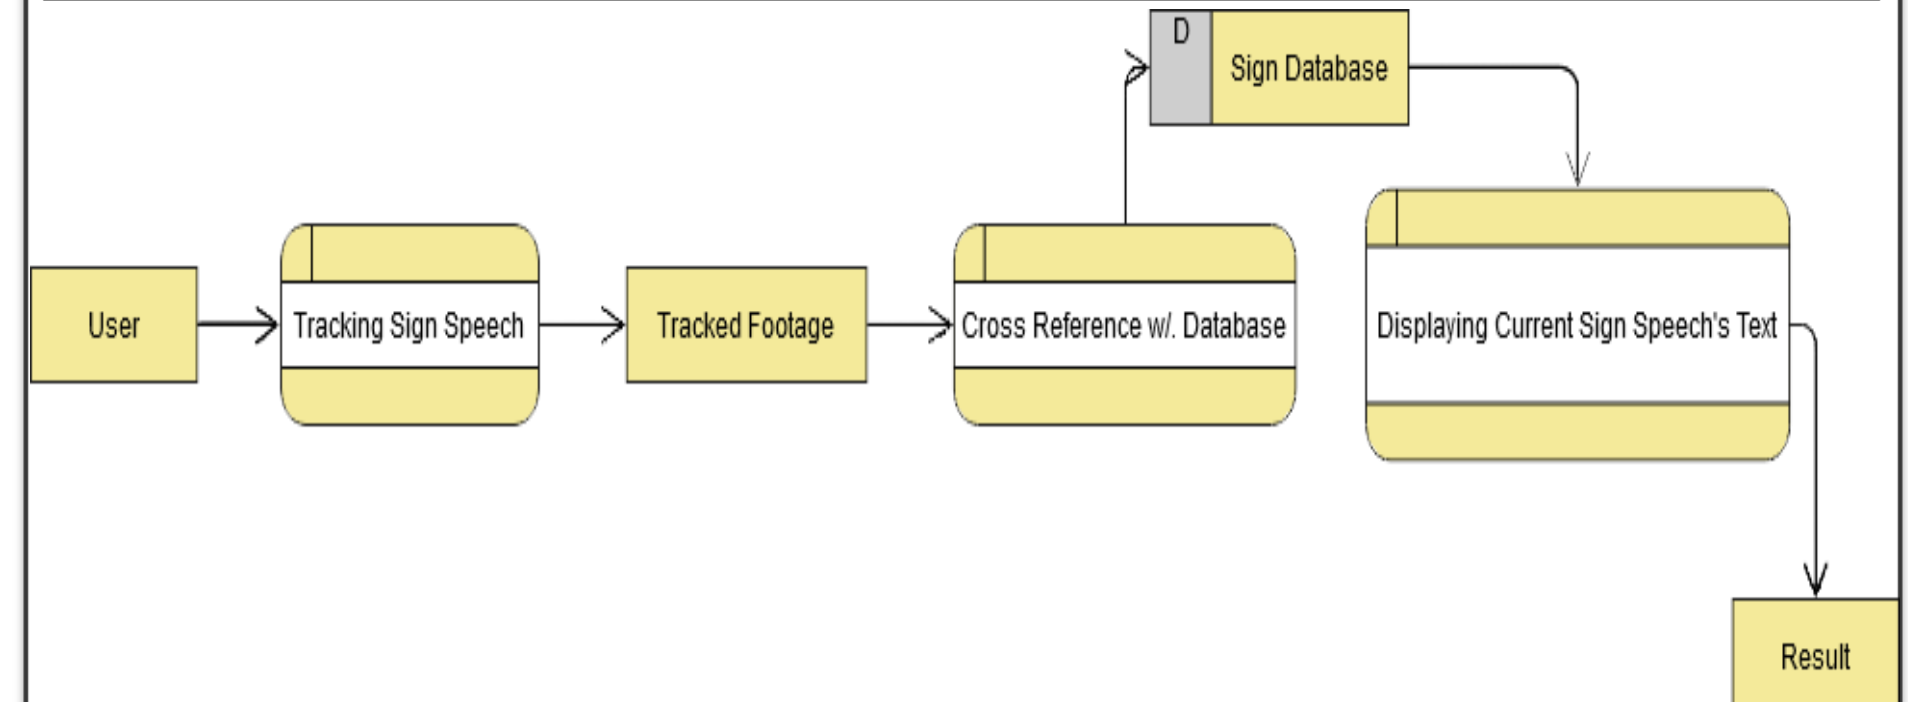 D
Sign Database
User
Tracking Sign Speech
Tracked Footage
Cross Reference w/. Database
Displaying Current Sign Speech's Text
Result